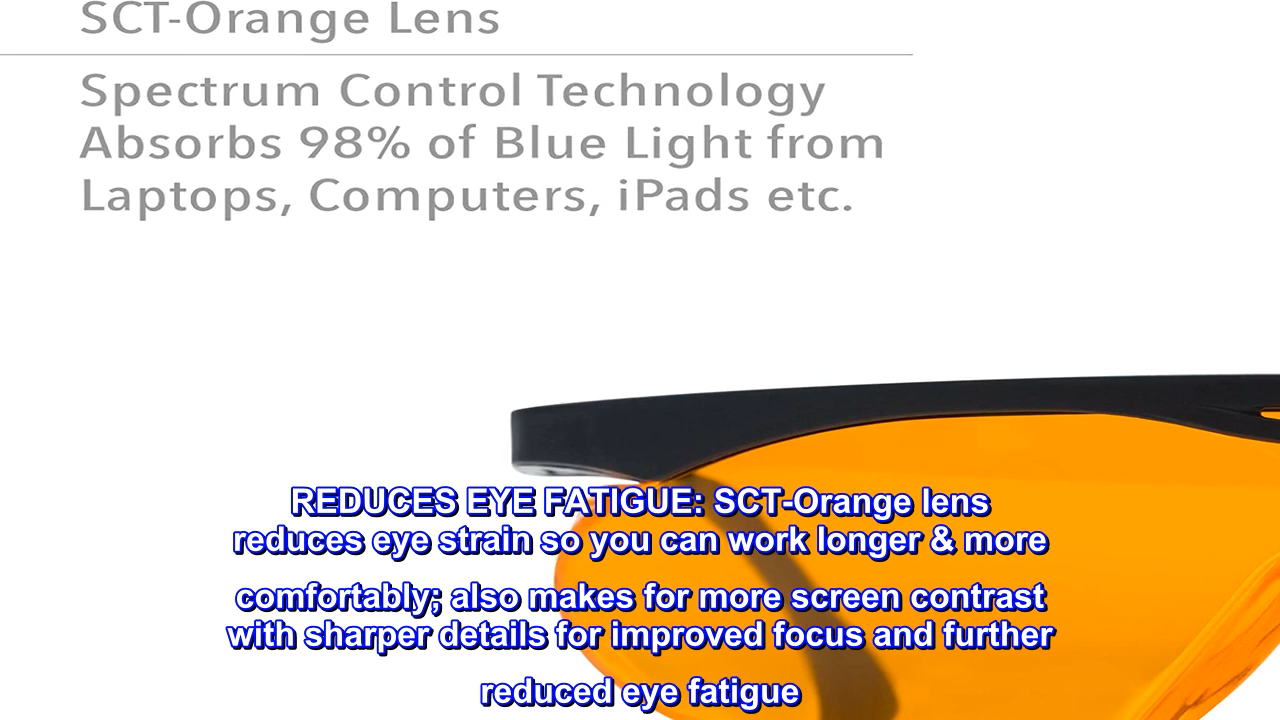 SCT-Orange Lens
Spectrum Control Technology
Absorbs 98% of Blue Light from
Laptops, Computers, iPads etc.
REDUCES EYE FATIGUE: SCT-Orange lens
reduces eye strain so you can work longer & more
comfortably; also makes for more screen contrast
with sharper details for improved focus and further
reduced eye fatigue